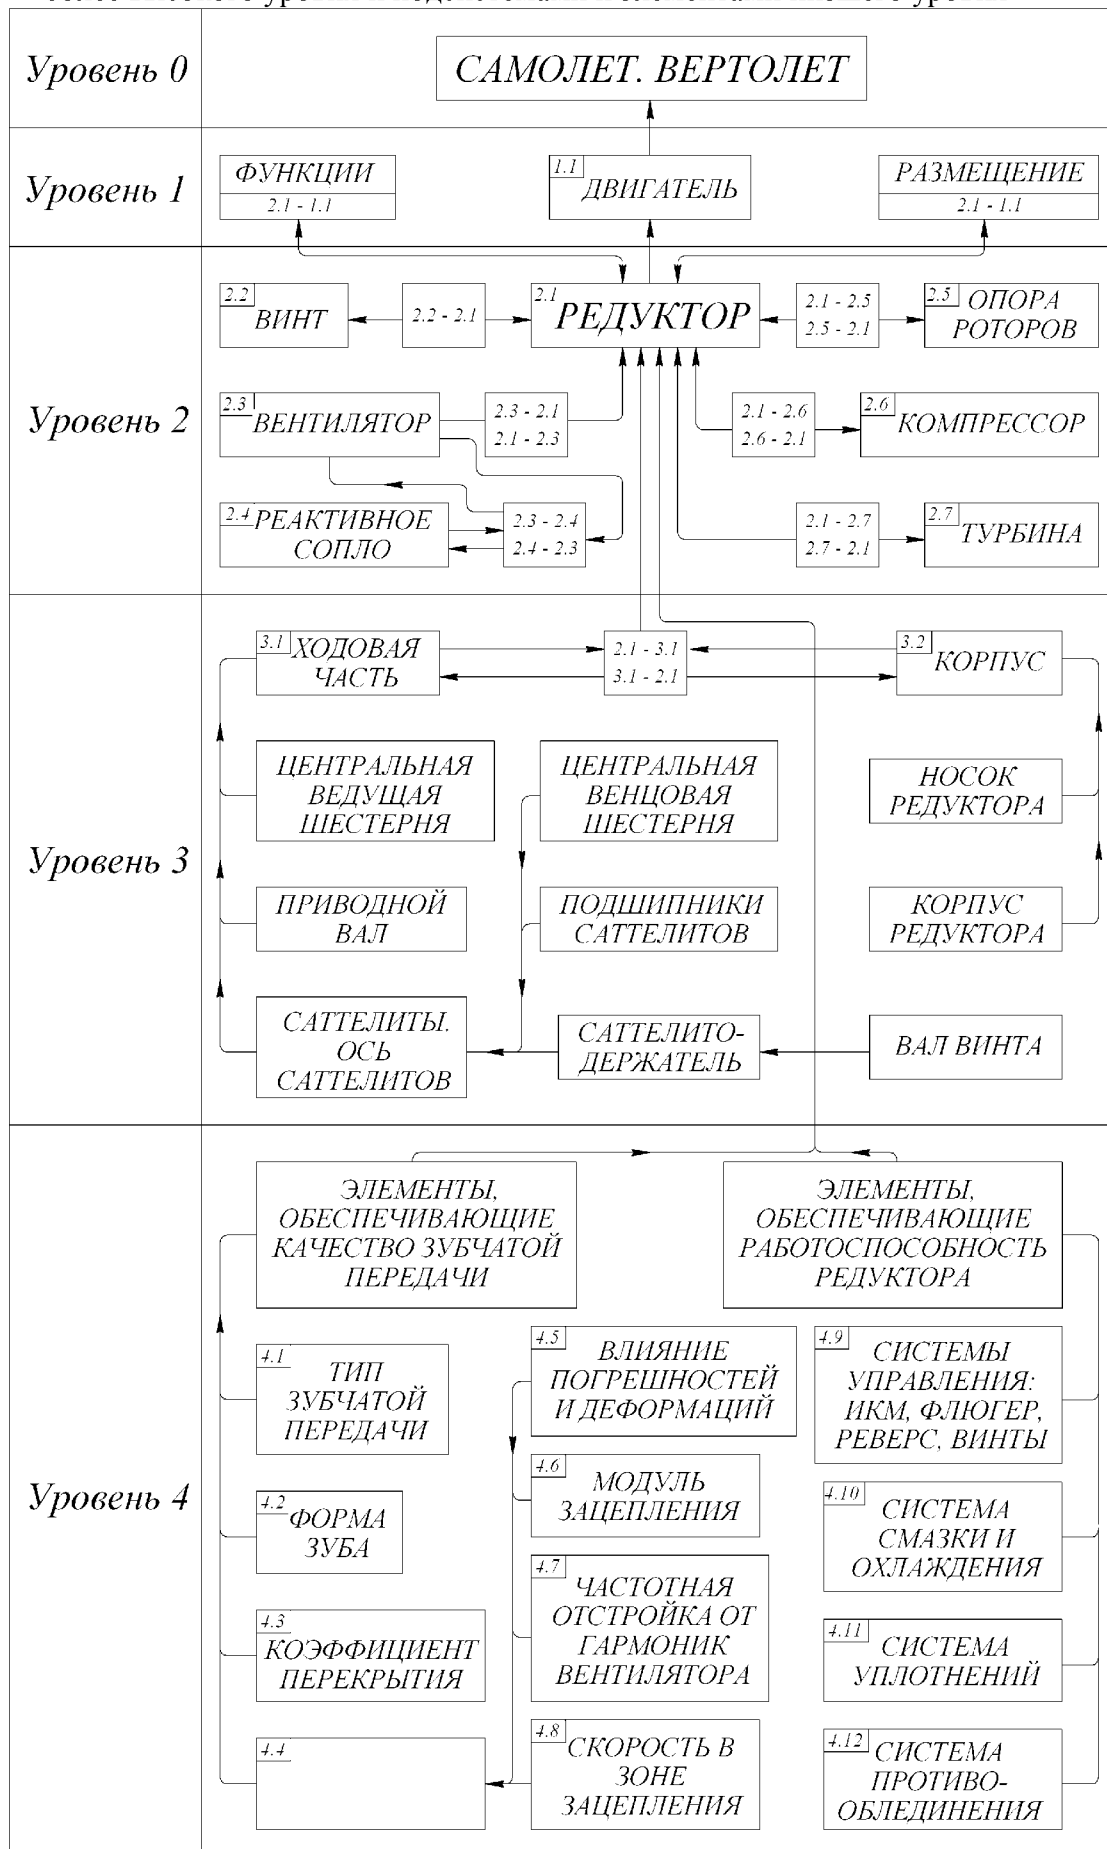 Уровень 0
САМОЛЕТ. ВЕРТОЛЕТ
Уровень 1
ФУНКЦИИ
2.1 - 1.1
1.1
ДВИГАТЕЛЬ
РАЗМЕЩЕНИЕ
2.1 - 1.1
Уровень 2
2.2
ВИНТ
2.2 - 2.1
2.1
РЕДУКТОР
2.1 - 2.5
2.5 - 2.1
2.5
ОПОРА
РОТОРОВ
2.3
ВЕНТИЛЯТОР
2.3 - 2.1
2.1 - 2.3
2.1 - 2.6
2.6 - 2.1
2.6
КОМПРЕССОР
2.4
РЕАКТИВНОЕ
СОПЛО
2.3 - 2.4
2.4 - 2.3
2.1 - 2.7
2.7 - 2.1
2.7
ТУРБИНА
Уровень 3
3.1
ХОДОВАЯ
ЧАСТЬ
2.1 - 3.1
3.1 - 2.1
3.2
КОРПУС
ЦЕНТРАЛЬНАЯ
ВЕДУЩАЯ
ШЕСТЕРНЯ
ЦЕНТРАЛЬНАЯ
ВЕНЦОВАЯ
ШЕСТЕРНЯ
НОСОК
РЕДУКТОРА
ПРИВОДНОЙ
ВАЛ
ПОДШИПНИКИ
САТТЕЛИТОВ
КОРПУС
РЕДУКТОРА
САТТЕЛИТЫ.
ОСЬ
САТТЕЛИТОВ
САТТЕЛИТО-
ДЕРЖАТЕЛЬ
ВАЛ ВИНТА
Уровень 4
ЭЛЕМЕНТЫ,
ОБЕСПЕЧИВАЮЩИЕ
КАЧЕСТВО ЗУБЧАТОЙ
ПЕРЕДАЧИ
ЭЛЕМЕНТЫ,
ОБЕСПЕЧИВАЮЩИЕ
РАБОТОСПОСОБНОСТЬ
РЕДУКТОРА
4.1
ТИП
ЗУБЧАТОЙ
ПЕРЕДАЧИ
4.5
ВЛИЯНИЕ
ПОГРЕШНОСТЕЙ
И ДЕФОРМАЦИЙ
4.9
СИСТЕМЫ
УПРАВЛЕНИЯ:
ИКМ, ФЛЮГЕР,
РЕВЕРС, ВИНТЫ
4.2
ФОРМА
ЗУБА
4.6
МОДУЛЬ
ЗАЦЕПЛЕНИЯ
4.10
СИСТЕМА
СМАЗКИ И
ОХЛАЖДЕНИЯ
4.3
КОЭФФИЦИЕНТ
ПЕРЕКРЫТИЯ
4.7
ЧАСТОТНАЯ
ОТСТРОЙКА ОТ
ГАРМОНИК
ВЕНТИЛЯТОРА
4.11
СИСТЕМА
УПЛОТНЕНИЙ
4.4
4.8
СКОРОСТЬ В
ЗОНЕ
ЗАЦЕПЛЕНИЯ
4.12
СИСТЕМА
ПРОТИВО-
ОБЛЕДИНЕНИЯ